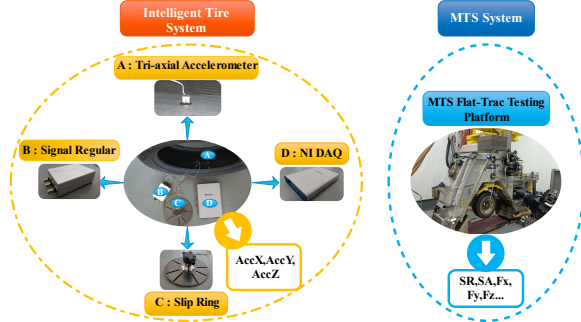 Intelligent Tire
System
A : Tri-axial Accelerometer
B : Signal Regular
D : NI DAQ
A
B
C
D
AccX,AccY,
AccZ
C : Slip Ring
MTS System
MTS Flat-Trac Testing
Platform
SR,SA,Fx,
Fy,Fz...